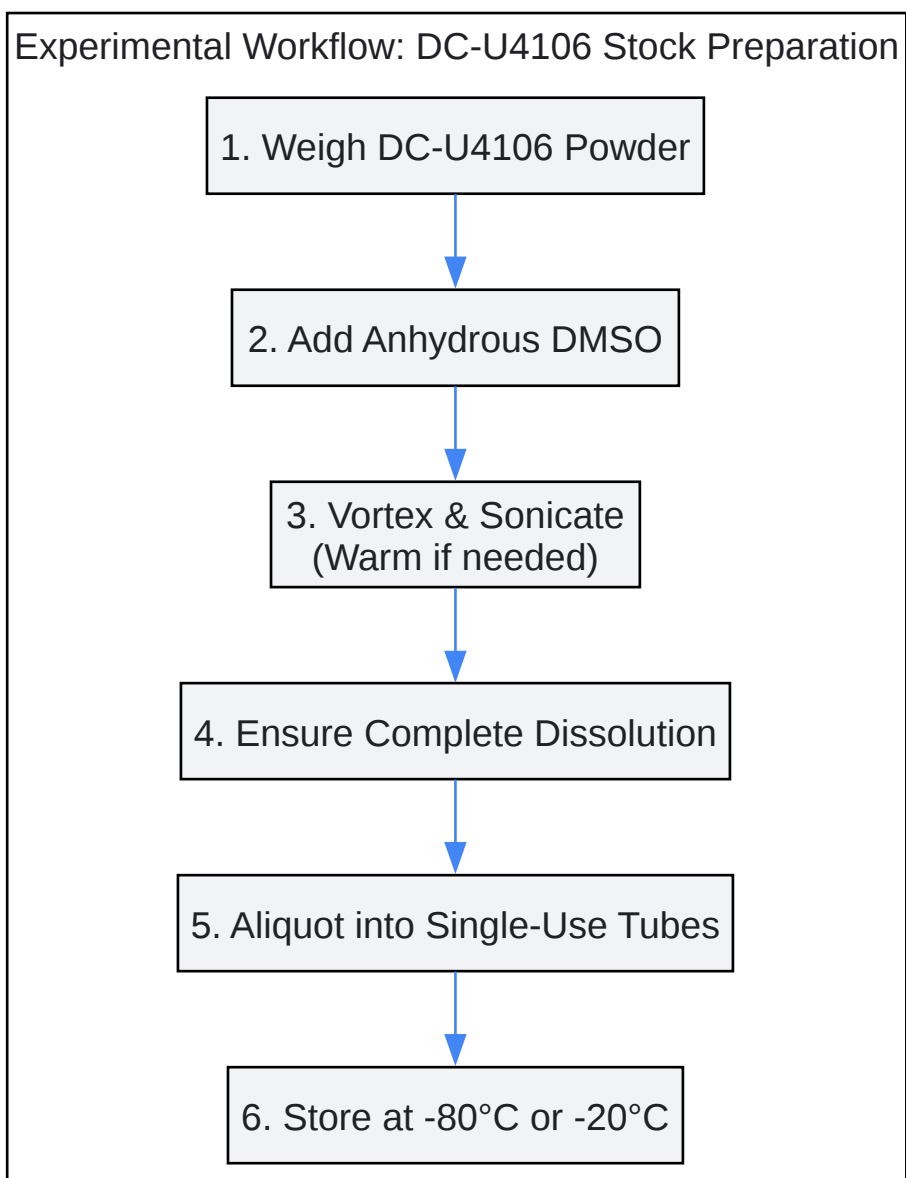 Experimental Workflow: DC-U4106 Stock Preparation
1. Weigh DC-U4106 Powder
2. Add Anhydrous DMSO
3. Vortex & Sonicate
(Warm if needed)
4. Ensure Complete Dissolution
5. Aliquot into Single-Use Tubes
6. Store at -80°C or -20°C